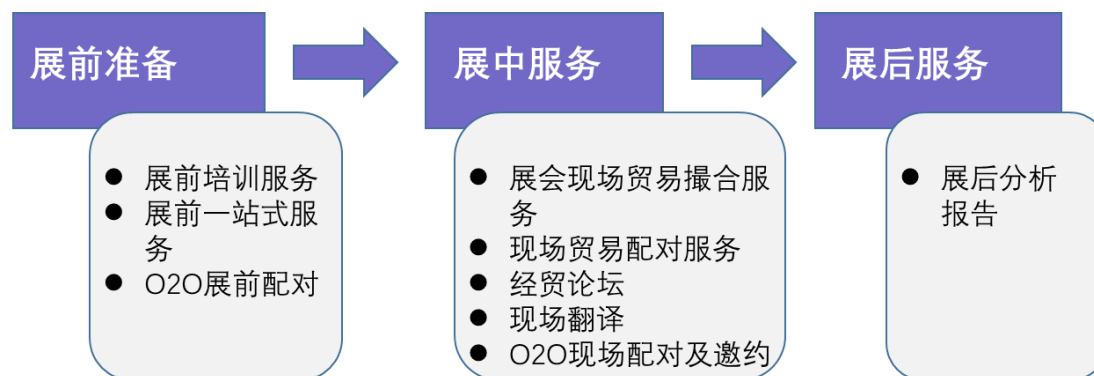 展前准备
展中服务
展后服务
● 展前培训服务
● 展前一站式服
务
● O2O展前配对
● 展会现场贸易撮合服
务
● 现场贸易配对服务
● 经贸论坛
● 现场翻译
● O2O现场配对及邀约
● 展后分析
报告